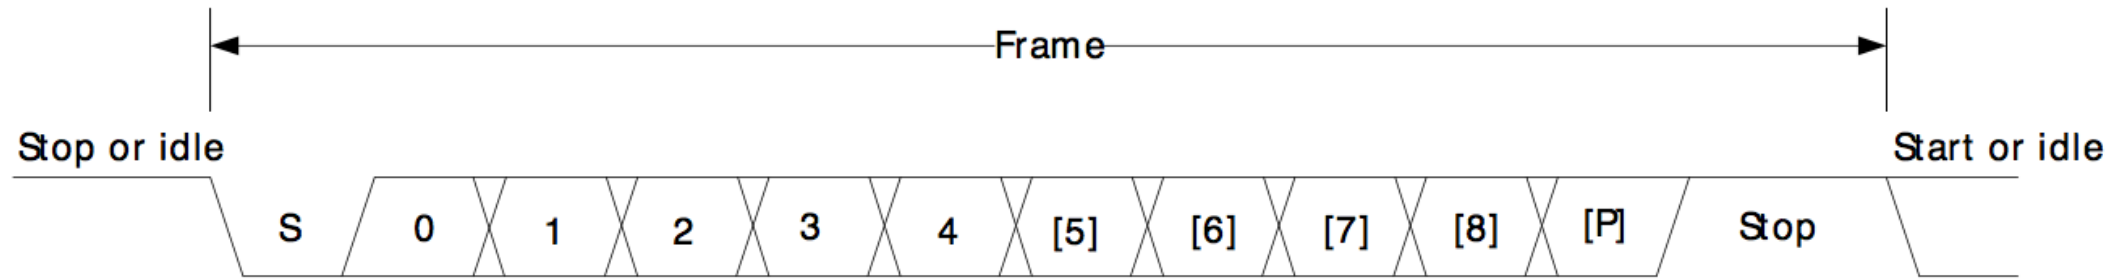 Frame
Stop or idle Start or idle
S 0 1 2 3 4 [5] [6] [7] [8] [P] Stop